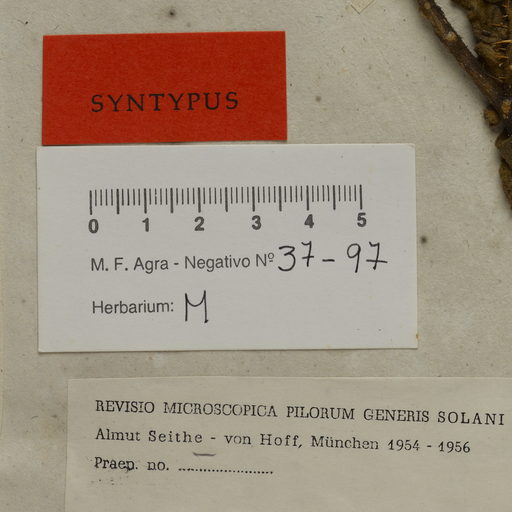 SYNTYPUS
0 1 2 3 4 5
M. F. Agra - Negativo Nº 37-97
Herbarium: M
REVISIO MICROSCOPICA PILORUM GENERIS SOLANI
Almut Seithe - von Hoff, München 1954 - 1956
Praep. no. ........................